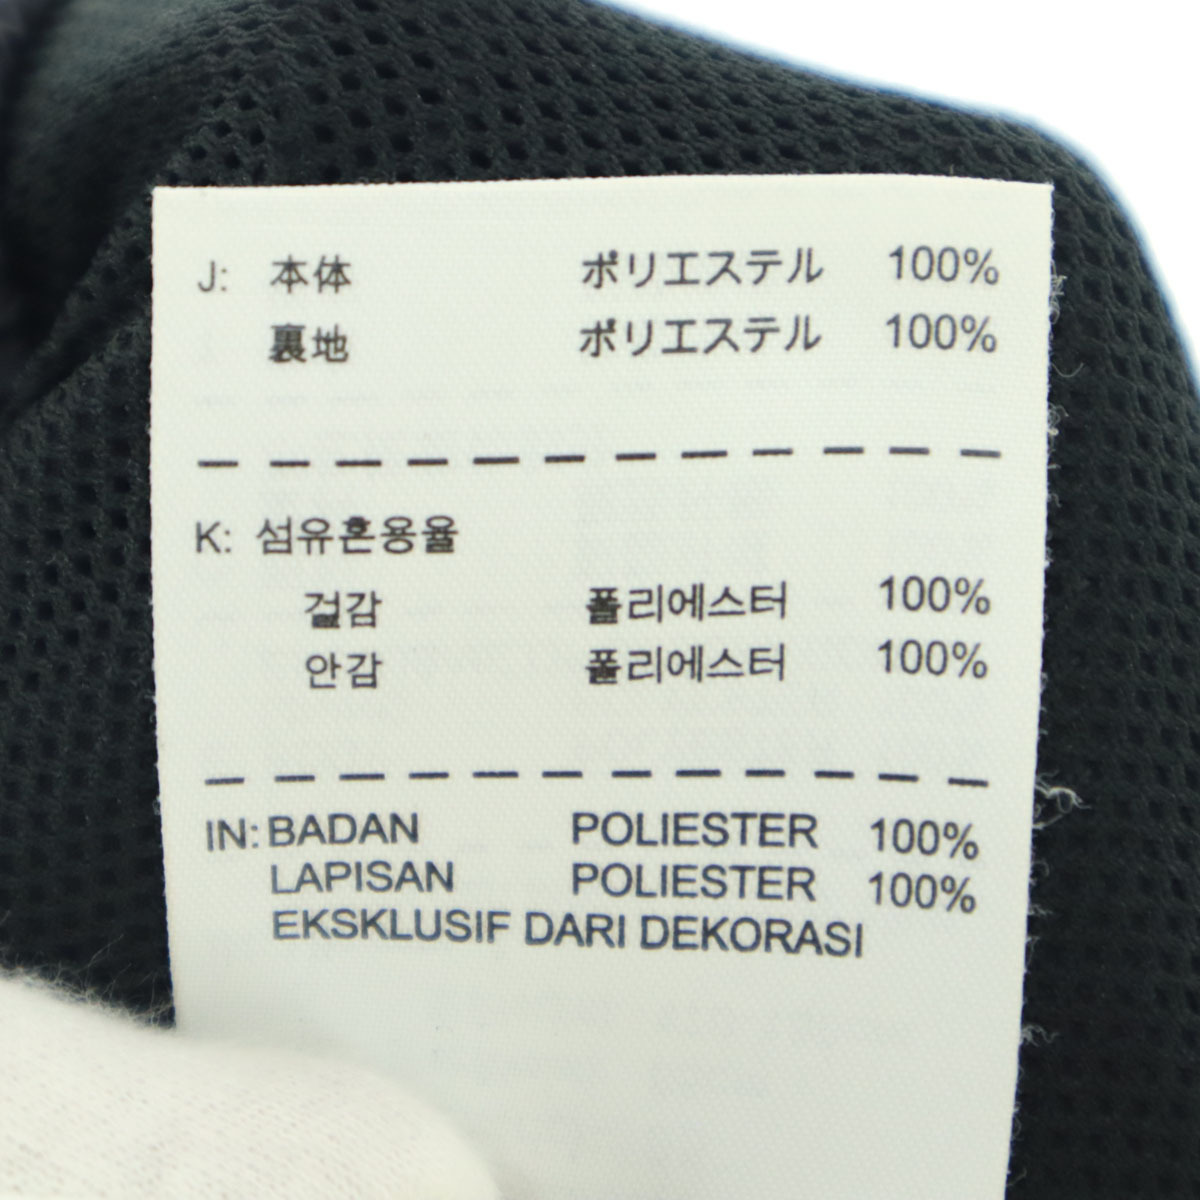 J: 本体 ポリエステル 100%
裏地 ポリエステル 100%
K: 섬유혼용율
겉감 폴리에스터 100%
안감 폴리에스터 100%
IN: BADAN POLIESTER 100%
LAPISAN POLIESTER 100%
EKSKLUSIF DARI DEKORASI